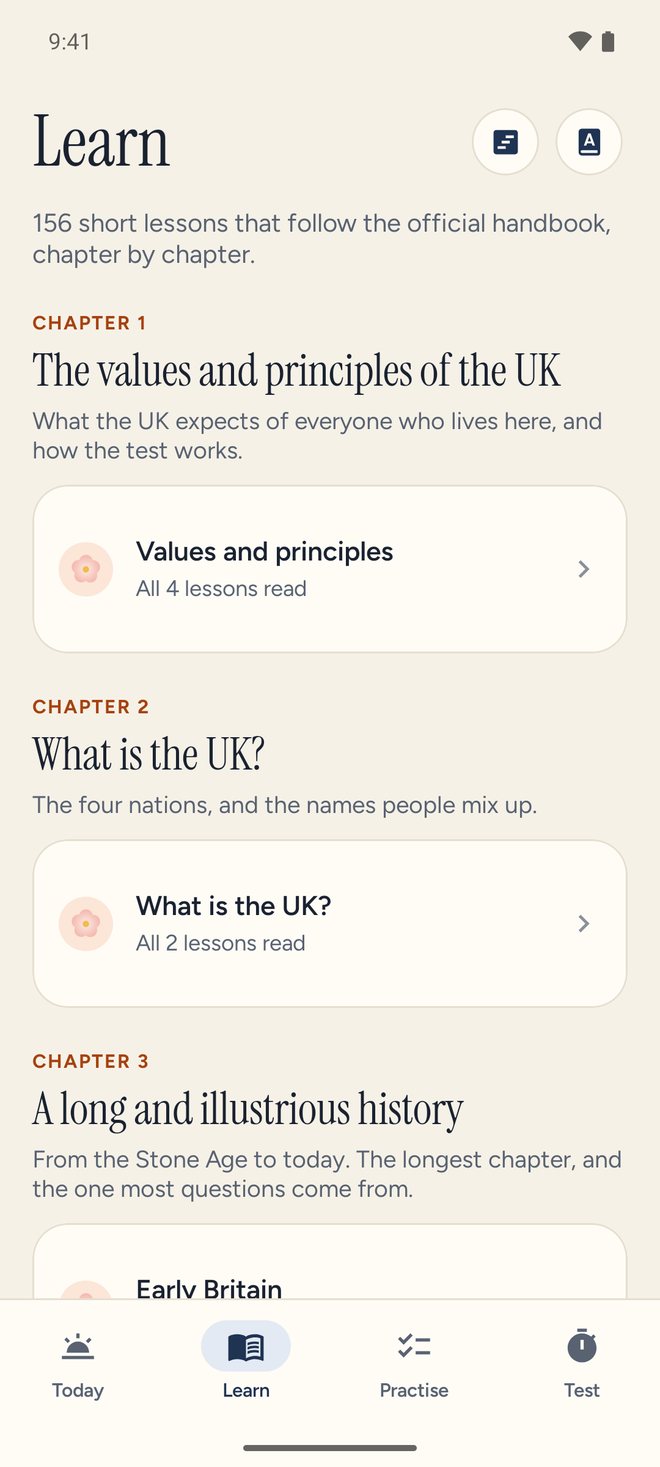 9:41
Learn
A
156 short lessons that follow the official handbook,
chapter by chapter.
CHAPTER 1
The values and principles of the UK
What the UK expects of everyone who lives here, and
how the test works.
Values and principles
All 4 lessons read
CHAPTER 2
What is the UK?
The four nations, and the names people mix up.
What is the UK?
All 2 lessons read
CHAPTER 3
A long and illustrious history
From the Stone Age to today. The longest chapter, and
the one most questions come from.
Early Britain
Today
Learn
Practise
Test